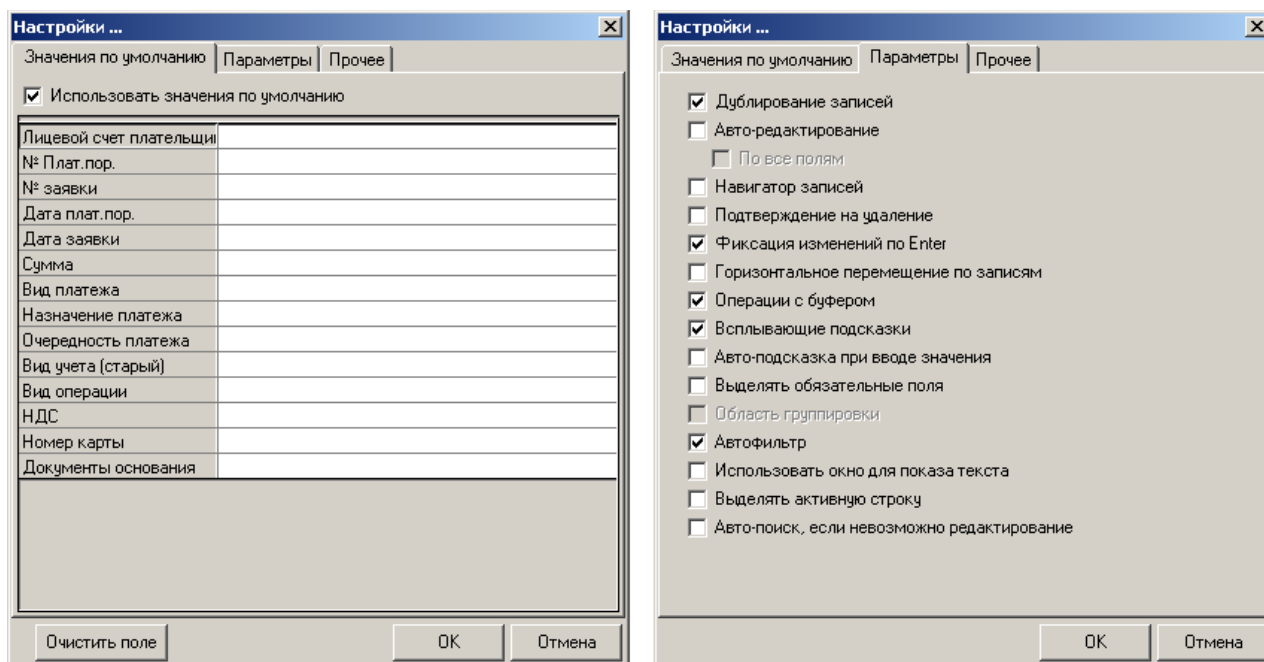 Настройки ...
Значения по умолчанию Параметры Прочее
Использовать значения по умолчанию
Лицевой счет плательщи
№ Плат.пор.
№ заявки
Дата плат.пор.
Дата заявки
Сумма
Вид платежа
Назначение платежа
Очередность платежа
Вид учета (старый)
Вид операции
НДС
Номер карты
Документы основания
Очистить поле OK Отмена
Настройки ...
Значения по умолчанию Параметры Прочее
Дублирование записей
Авто-редактирование
По все полям
Навигатор записей
Подтверждение на удаление
Фиксация изменений по Enter
Горизонтальное перемещение по записям
Операции с буфером
Всплывающие подсказки
Авто-подсказка при вводе значения
Выделять обязательные поля
Область группировки
Автофильтр
Использовать окно для показа текста
Выделять активную строку
Авто-поиск, если невозможно редактирование
OK Отмена